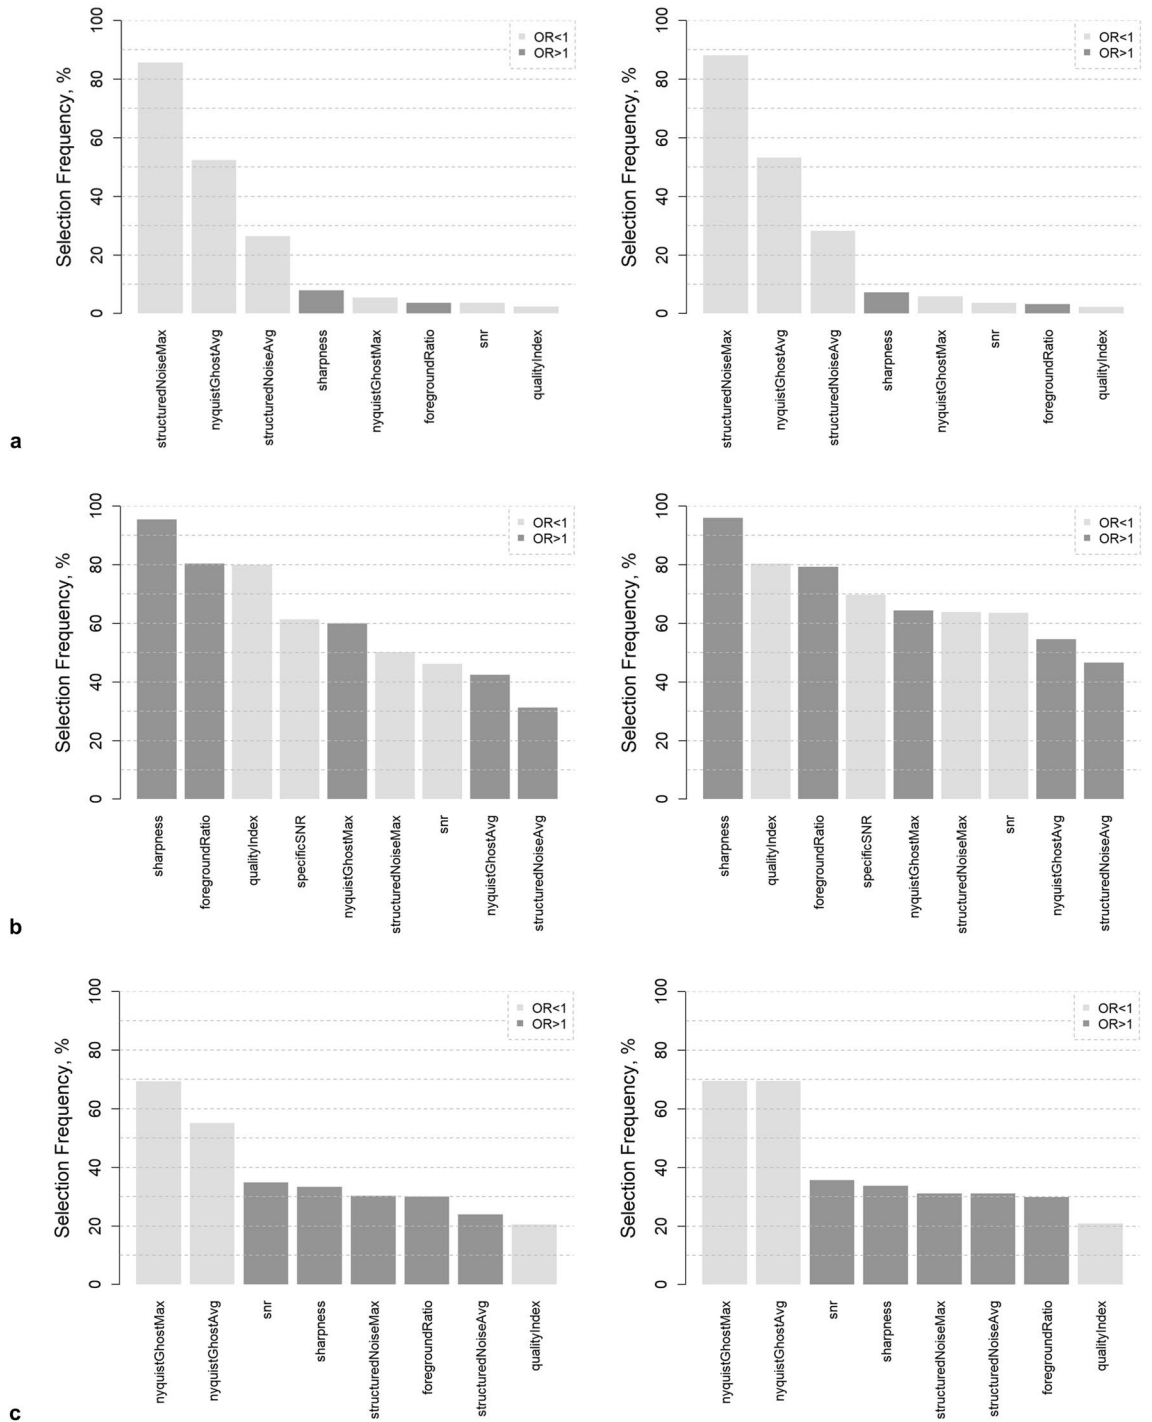 Selection Frequency, %
100
80
60
40
20
0
OR<1
OR>1
structuredNoiseMax
nyquistGhostAvg
structuredNoiseAvg
sharpness
nyquistGhostMax
foregroundRatio
snr
qualityIndex
Selection Frequency, %
100
80
60
40
20
0
OR<1
OR>1
structuredNoiseMax
nyquistGhostAvg
structuredNoiseAvg
sharpness
nyquistGhostMax
snr
foregroundRatio
qualityIndex
a
Selection Frequency, %
100
80
60
40
20
0
OR<1
OR>1
sharpness
foregroundRatio
qualityIndex
specificSNR
nyquistGhostMax
structuredNoiseMax
snr
nyquistGhostAvg
structuredNoiseAvg
Selection Frequency, %
100
80
60
40
20
0
OR<1
OR>1
sharpness
qualityIndex
foregroundRatio
specificSNR
nyquistGhostMax
structuredNoiseMax
snr
nyquistGhostAvg
structuredNoiseAvg
b
Selection Frequency, %
100
80
60
40
20
0
OR<1
OR>1
nyquistGhostMax
nyquistGhostAvg
snr
sharpness
structuredNoiseMax
foregroundRatio
structuredNoiseAvg
qualityIndex
Selection Frequency, %
100
80
60
40
20
0
OR<1
OR>1
nyquistGhostMax
nyquistGhostAvg
snr
sharpness
structuredNoiseMax
structuredNoiseAvg
foregroundRatio
qualityIndex
c